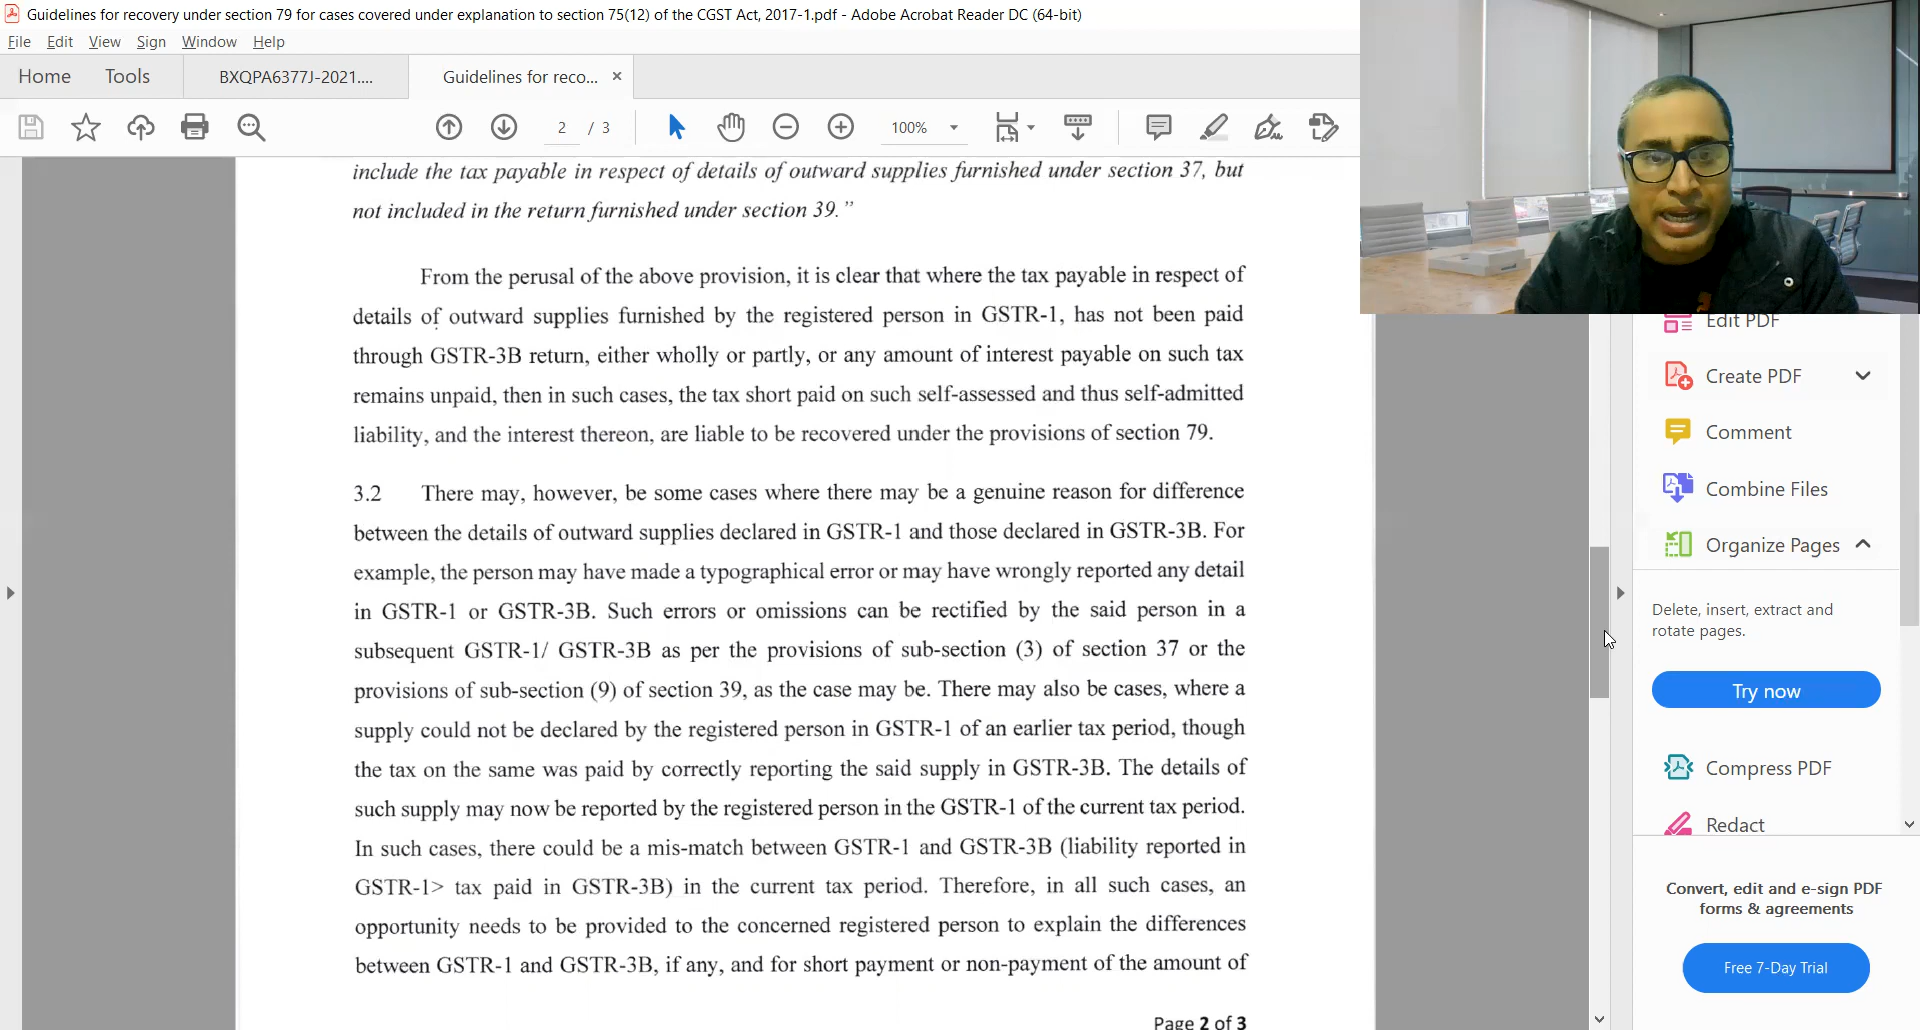 Guidelines for recovery under section 79 for cases covered under explanation to section 75(12) of the CGST Act, 2017-1.pdf - Adobe Acrobat Reader DC (64-bit)
File Edit View Sign Window Help
Home Tools BXQPA6377J-2021.... Guidelines for reco... ×
2 / 3 100%
include the tax payable in respect of details of outward supplies furnished under section 37, but
not included in the return furnished under section 39.”
From the perusal of the above provision, it is clear that where the tax payable in respect of
details of outward supplies furnished by the registered person in GSTR-1, has not been paid
through GSTR-3B return, either wholly or partly, or any amount of interest payable on such tax
remains unpaid, then in such cases, the tax short paid on such self-assessed and thus self-admitted
liability, and the interest thereon, are liable to be recovered under the provisions of section 79.
3.2 There may, however, be some cases where there may be a genuine reason for difference
between the details of outward supplies declared in GSTR-1 and those declared in GSTR-3B. For
example, the person may have made a typographical error or may have wrongly reported any detail
in GSTR-1 or GSTR-3B. Such errors or omissions can be rectified by the said person in a
subsequent GSTR-1/ GSTR-3B as per the provisions of sub-section (3) of section 37 or the
provisions of sub-section (9) of section 39, as the case may be. There may also be cases, where a
supply could not be declared by the registered person in GSTR-1 of an earlier tax period, though
the tax on the same was paid by correctly reporting the said supply in GSTR-3B. The details of
such supply may now be reported by the registered person in the GSTR-1 of the current tax period.
In such cases, there could be a mis-match between GSTR-1 and GSTR-3B (liability reported in
GSTR-1> tax paid in GSTR-3B) in the current tax period. Therefore, in all such cases, an
opportunity needs to be provided to the concerned registered person to explain the differences
between GSTR-1 and GSTR-3B, if any, and for short payment or non-payment of the amount of
Page 2 of 3
Edit PDF
Create PDF
Comment
Combine Files
Organize Pages
Delete, insert, extract and
rotate pages.
Try now
Compress PDF
Redact
Convert, edit and e-sign PDF
forms & agreements
Free 7-Day Trial